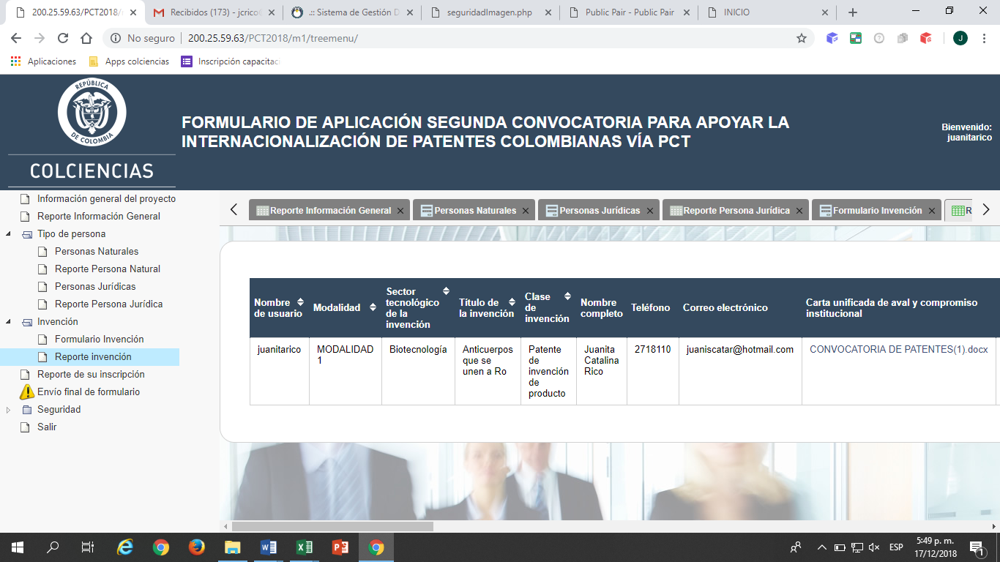 200.25.59.63/PCT2018/
Recibidos (173) - jcrico
.:: Sistema de Gestión D
seguridadImagen.php
Public Pair - Public Pair
INICIO
No seguro
200.25.59.63/PCT2018/m1/treemenu/
J
Aplicaciones
Apps colciencias
Inscripción capacitaci
REPÚBLICA
DE COLOMBIA
COLCIENCIAS
FORMULARIO DE APLICACIÓN SEGUNDA CONVOCATORIA PARA APOYAR LA
INTERNACIONALIZACIÓN DE PATENTES COLOMBIANAS VÍA PCT
Bienvenido:
juanitarico
Información general del proyecto
Reporte Información General
Tipo de persona
Personas Naturales
Reporte Persona Natural
Personas Jurídicas
Reporte Persona Jurídica
Invención
Formulario Invención
Reporte invención
Reporte de su inscripción
Envío final de formulario
Seguridad
Salir
Reporte Información General
Personas Naturales
Personas Jurídicas
Reporte Persona Jurídica
Formulario Invención
R
Nombre
de usuario
Modalidad
Sector
tecnológico
de la
invención
Título de
la invención
Clase
de
invención
Nombre
completo
Teléfono
Correo electrónico
Carta unificada de aval y compromiso
institucional
juanitarico
MODALIDAD
1
Biotecnología
Anticuerpos
que se
unen a Ro
Patente
de
invención
de
producto
Juanita
Catalina
Rico
2718110
juaniscatar@hotmail.com
CONVOCATORIA DE PATENTES(1).docx
ESP
5:49 p. m.
17/12/2018
1